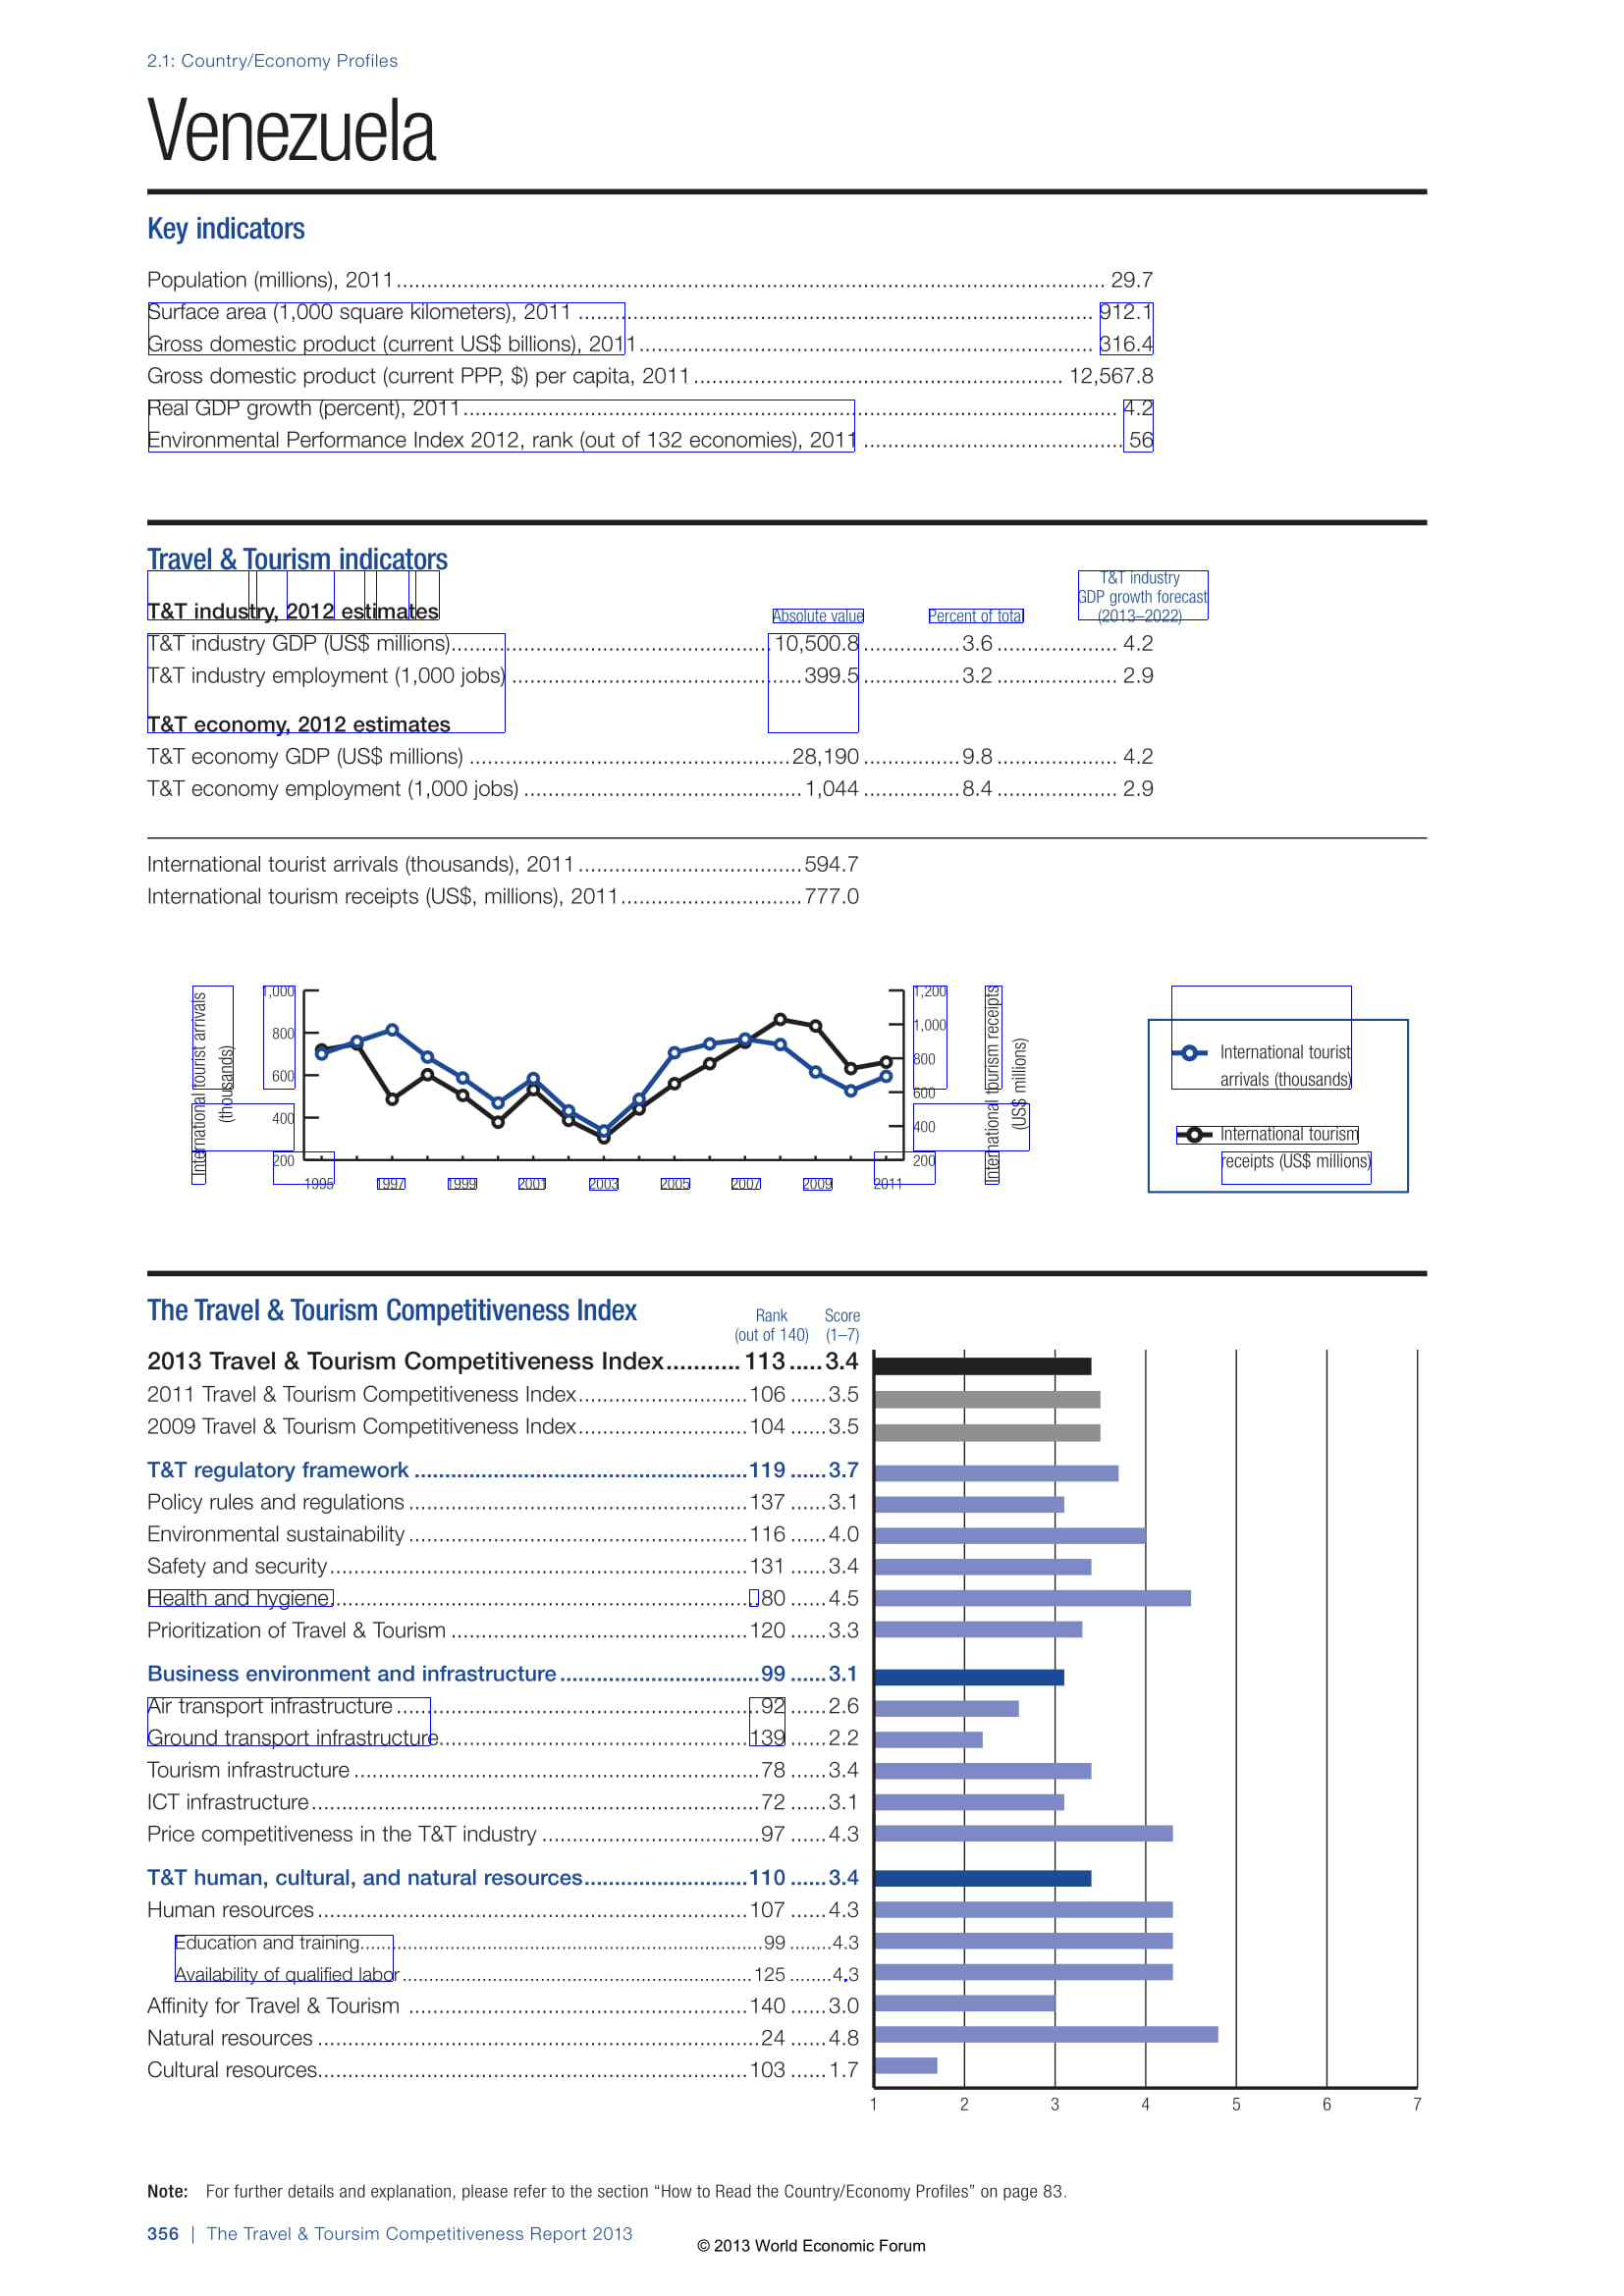 2.1: Country/Economy Profiles
Venezuela
Key indicators
Population (millions), 2011 29.7
Surface area (1,000 square kilometers), 2011 912.1
Gross domestic product (current US$ billions), 2011 316.4
Gross domestic product (current PPP, $) per capita, 2011 12,567.8
Real GDP growth (percent), 2011 4.2
Environmental Performance Index 2012, rank (out of 132 economies), 2011 56
Travel & Tourism indicators
T&T industry
GDP growth forecast
T&T industry, 2012 estimates Absolute value Percent of total (2013–2022)
T&T industry GDP (US$ millions) 10,500.8 3.6 4.2
T&T industry employment (1,000 jobs) 399.5 3.2 2.9
T&T economy, 2012 estimates
T&T economy GDP (US$ millions) 28,190 9.8 4.2
T&T economy employment (1,000 jobs) 1,044 8.4 2.9
International tourist arrivals (thousands), 2011 594.7
International tourism receipts (US$, millions), 2011 777.0
International tourist arrivals
(thousands)
1,000
800
600
400
200
1,200
1,000
800
600
400
200
International tourism receipts
(US$ millions)
1995 1997 1999 2001 2003 2005 2007 2009 2011
International tourist
arrivals (thousands)
International tourism
receipts (US$ millions)
The Travel & Tourism Competitiveness Index
Rank Score
(out of 140) (1–7)
2013 Travel & Tourism Competitiveness Index 113 3.4
2011 Travel & Tourism Competitiveness Index 106 3.5
2009 Travel & Tourism Competitiveness Index 104 3.5
T&T regulatory framework 119 3.7
Policy rules and regulations 137 3.1
Environmental sustainability 116 4.0
Safety and security 131 3.4
Health and hygiene 80 4.5
Prioritization of Travel & Tourism 120 3.3
Business environment and infrastructure 99 3.1
Air transport infrastructure 92 2.6
Ground transport infrastructure 139 2.2
Tourism infrastructure 78 3.4
ICT infrastructure 72 3.1
Price competitiveness in the T&T industry 97 4.3
T&T human, cultural, and natural resources 110 3.4
Human resources 107 4.3
Education and training 99 4.3
Availability of qualified labor 125 4.3
Affinity for Travel & Tourism 140 3.0
Natural resources 24 4.8
Cultural resources 103 1.7
1 2 3 4 5 6 7
Note: For further details and explanation, please refer to the section “How to Read the Country/Economy Profiles” on page 83.
356 | The Travel & Toursim Competitiveness Report 2013
© 2013 World Economic Forum